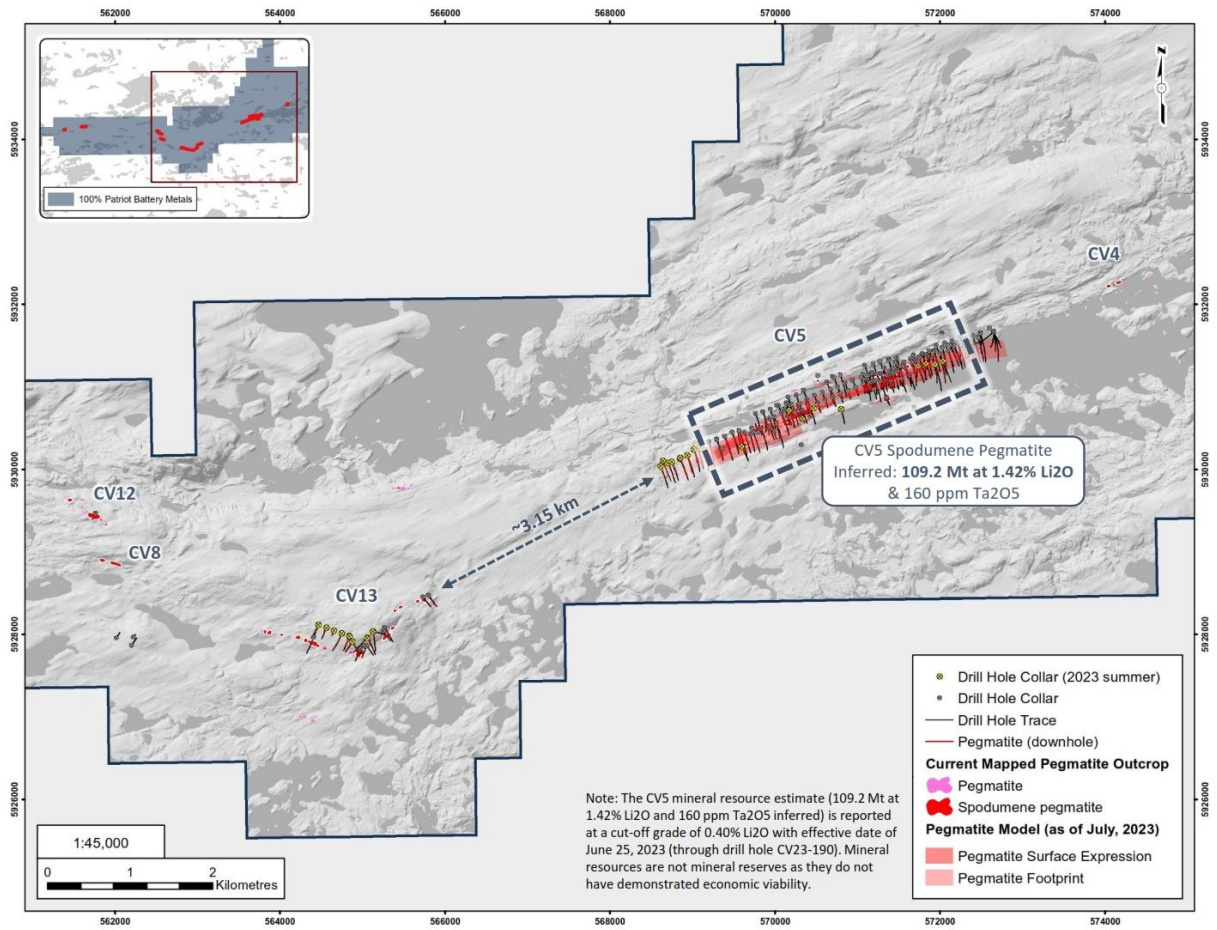 562000
564000
566000
568000
570000
572000
574000
5934000
5932000
5930000
5928000
5926000
100% Patriot Battery Metals
N
5934000
5932000
5930000
5928000
5926000
CV4
CV5
CV5 Spodumene Pegmatite
Inferred: 109.2 Mt at 1.42% Li2O
& 160 ppm Ta2O5
~3.15 km
CV12
CV8
CV13
Drill Hole Collar (2023 summer)
Drill Hole Collar
Drill Hole Trace
Pegmatite (downhole)
Current Mapped Pegmatite Outcrop
Pegmatite
Spodumene pegmatite
Pegmatite Model (as of July, 2023)
Pegmatite Surface Expression
Pegmatite Footprint
Note: The CV5 mineral resource estimate (109.2 Mt at
1.42% Li2O and 160 ppm Ta2O5 inferred) is reported
at a cut-off grade of 0.40% Li2O with effective date of
June 25, 2023 (through drill hole CV23-190). Mineral
resources are not mineral reserves as they do not
have demonstrated economic viability.
1:45,000
0 1 2
Kilometres
562000
564000
566000
568000
570000
572000
574000